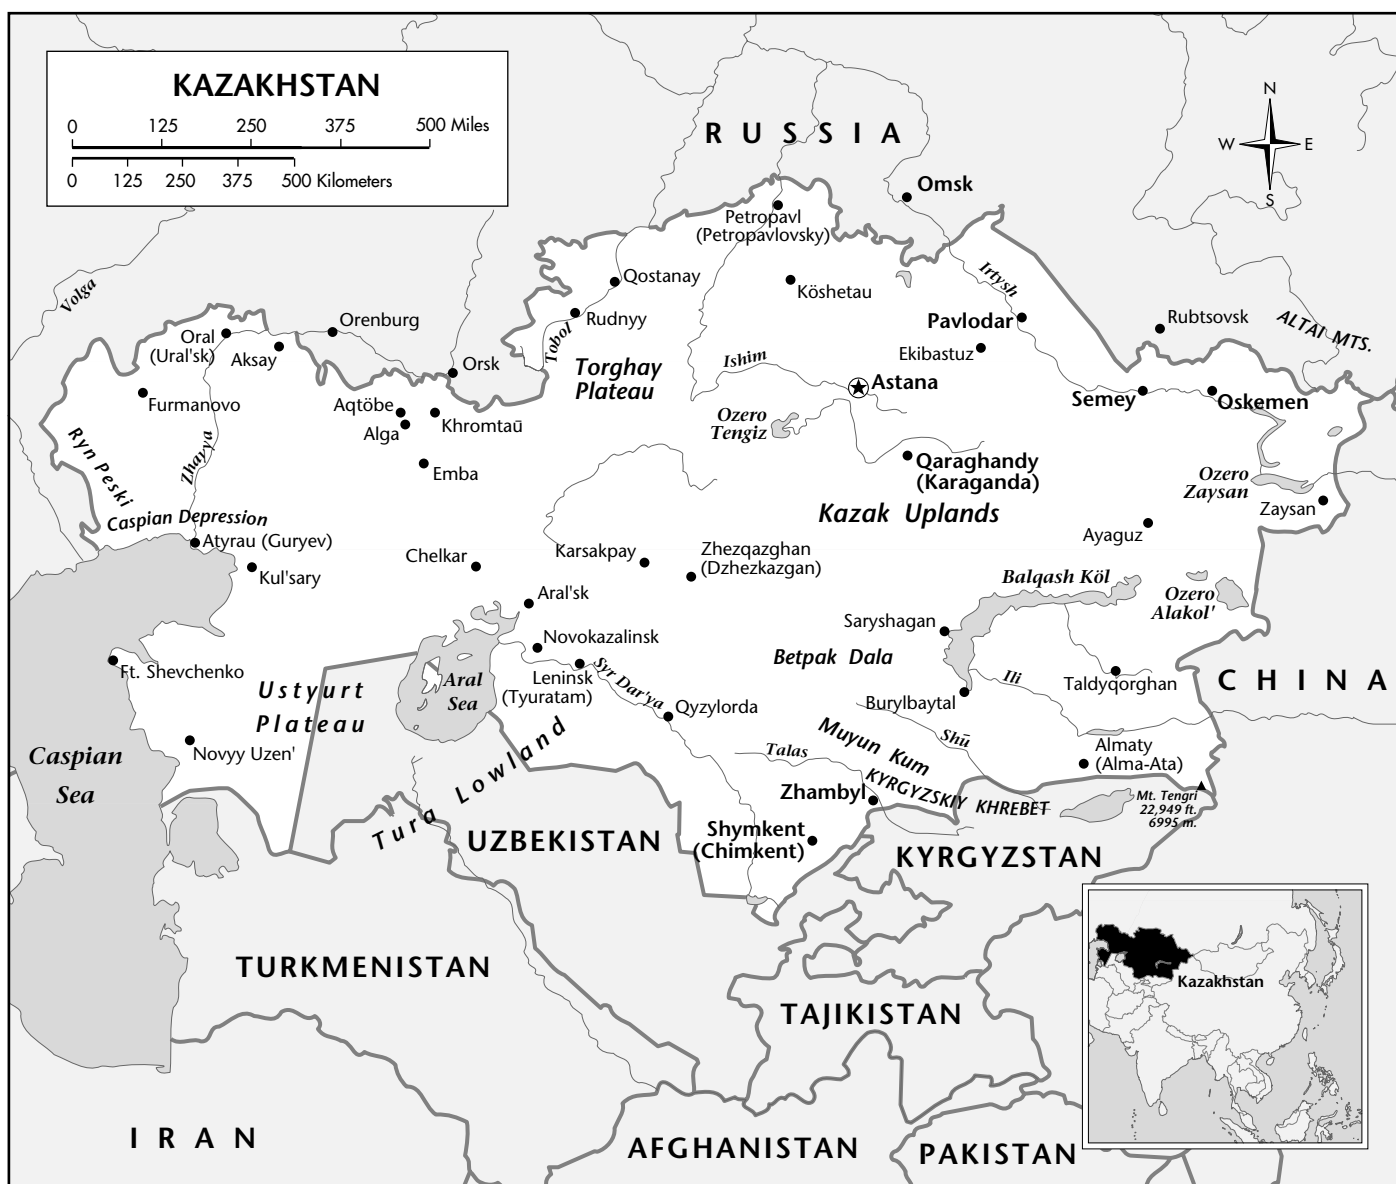 KAZAKHSTAN
0 125 250 375 500 Miles
0 125 250 375 500 Kilometers
N
W E
S
RUSSIA
Omsk
Petropavl
(Petropavlovsky)
Volga
Qostanay
Köshetau
Irtysh
Rudnyy
Tobol
Pavlodar
Rubtsovsk
ALTAI MTS.
Oral
(Ural'sk)
Orenburg
Aksay
Orsk
Ekibastuz
Ishim
Torghay
Plateau
Astana
Furmanovo
Aqtöbe
Khromtaū
Alga
Semey
Oskemen
Ozero
Tengiz
Ryn Peski
Zhayya
Emba
Qaraghandy
(Karaganda)
Ozero
Zaysan
Zaysan
Kazak Uplands
Caspian Depression
Atyrau (Guryev)
Ayaguz
Kul'sary
Chelkar
Karsakpay
Zhezqazghan
(Dzhezkazgan)
Balqash Köl
Ozero
Alakol'
Aral'sk
Saryshagan
Novokazalinsk
Betpak Dala
Ft. Shevchenko
Leninsk
(Tyuratam)
Syr Dar'ya
Aral
Sea
Ustyurt
Plateau
Ili
Taldyqorghan
CHINA
Burylbaytal
Qyzylorda
Caspian
Sea
Novyy Uzen'
Tura Lowland
Talas
Muyun Kum
Shū
Almaty
(Alma-Ata)
KYRGYZSKIY KHREBET
Zhambyl
Mt. Tengri
22,949 ft.
6995 m.
Shymkent
(Chimkent)
UZBEKISTAN
KYRGYZSTAN
TURKMENISTAN
Kazakhstan
TAJIKISTAN
IRAN
AFGHANISTAN
PAKISTAN